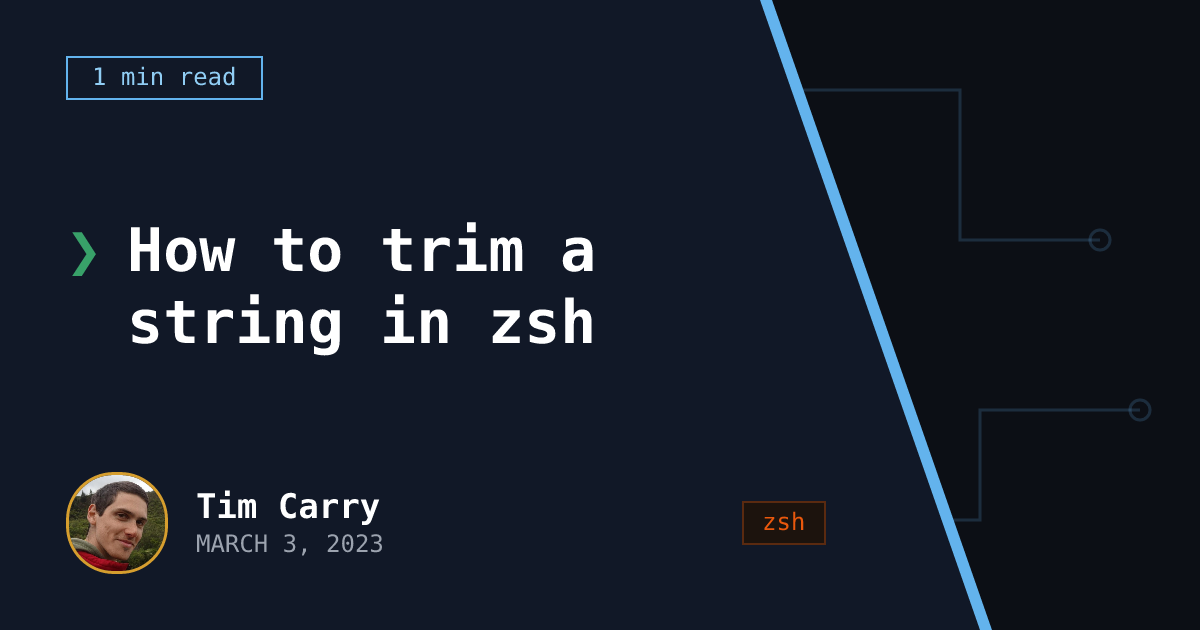 1 min read
❯ How to trim a
string in zsh
Tim Carry
MARCH 3, 2023
zsh